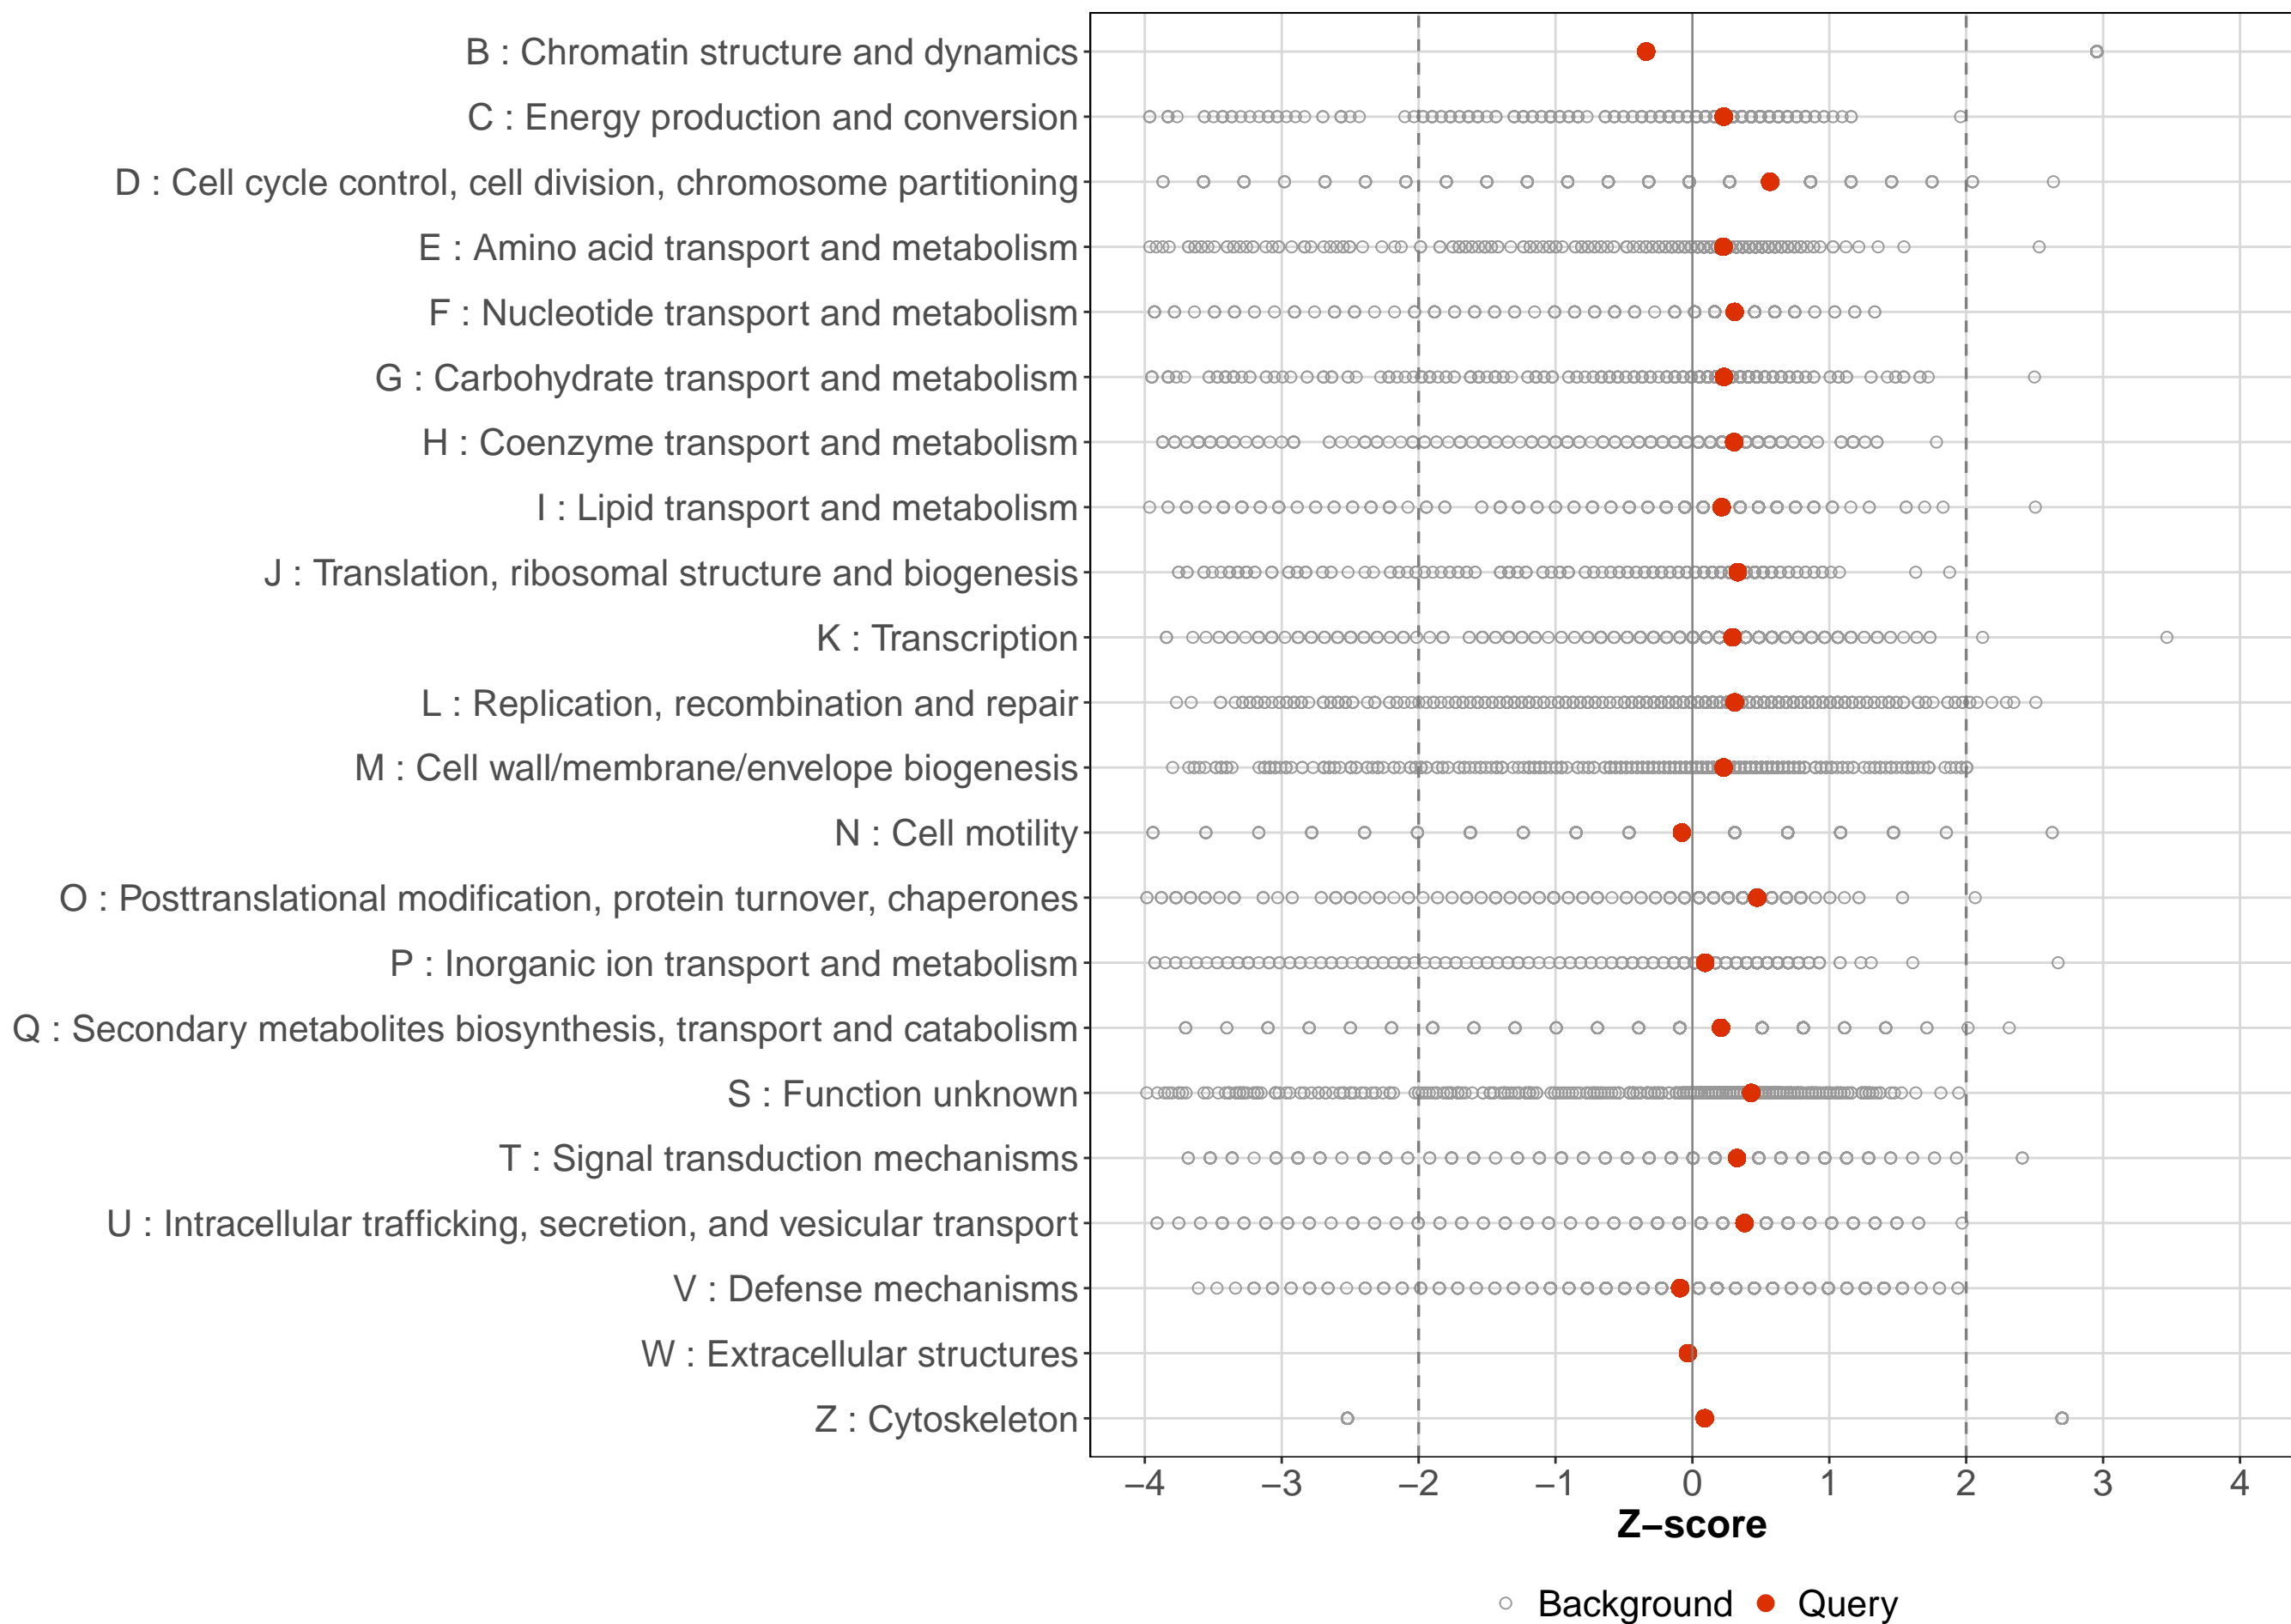 B : Chromatin structure and dynamics
C : Energy production and conversion
D : Cell cycle control, cell division, chromosome partitioning
E : Amino acid transport and metabolism
F : Nucleotide transport and metabolism
G : Carbohydrate transport and metabolism
H : Coenzyme transport and metabolism
I : Lipid transport and metabolism
J : Translation, ribosomal structure and biogenesis
K : Transcription
L : Replication, recombination and repair
M : Cell wall/membrane/envelope biogenesis
N : Cell motility
O : Posttranslational modification, protein turnover, chaperones
P : Inorganic ion transport and metabolism
Q : Secondary metabolites biosynthesis, transport and catabolism
S : Function unknown
T : Signal transduction mechanisms
U : Intracellular trafficking, secretion, and vesicular transport
V : Defense mechanisms
W : Extracellular structures
Z : Cytoskeleton
−4 −3 −2 −1 0 1 2 3 4
Z−score
Background Query